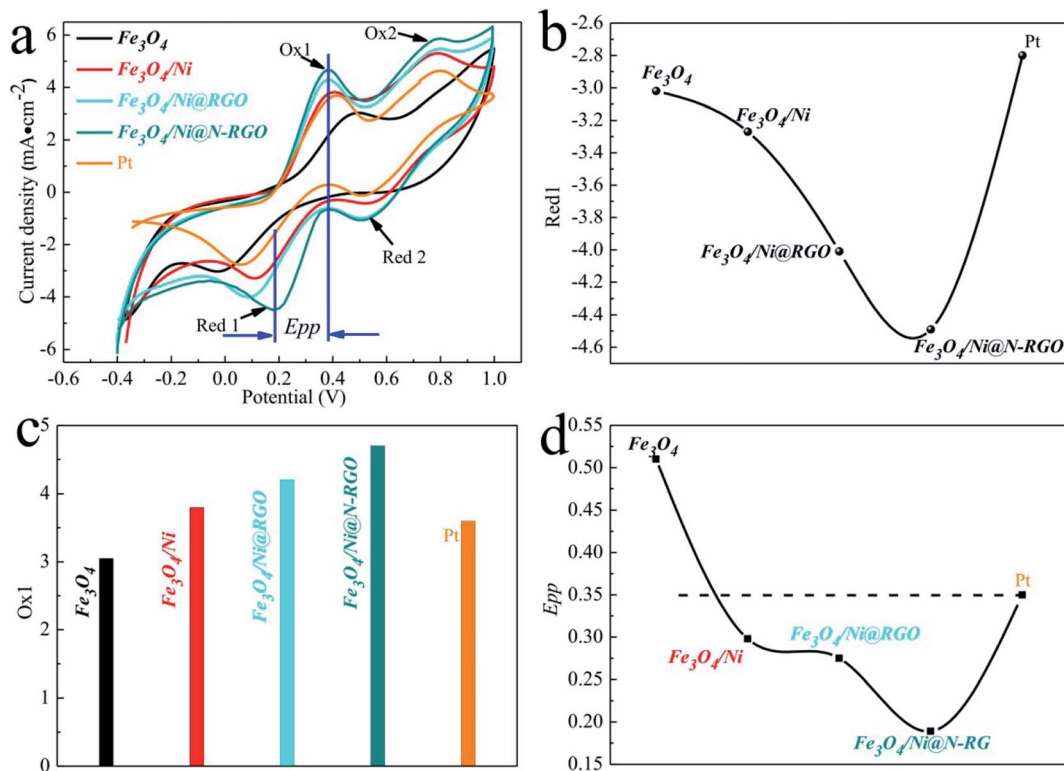 a
Fe3O4
Fe3O4/Ni
Fe3O4/Ni@RGO
Fe3O4/Ni@N-RGO
Pt
Ox1
Ox2
Red 2
Red 1
Epp
6
4
2
0
-2
-4
-6
-0.6 -0.4 -0.2 0.0 0.2 0.4 0.6 0.8 1.0
Current density (mA•cm-2)
Potential (V)
b
-2.6
-2.8
-3.0
-3.2
-3.4
-3.6
-3.8
-4.0
-4.2
-4.4
-4.6
Red1
Fe3O4
Fe3O4/Ni
Fe3O4/Ni@RGO
Fe3O4/Ni@N-RGO
Pt
c
5
4
3
2
1
0
Ox1
Fe3O4
Fe3O4/Ni
Fe3O4/Ni@RGO
Fe3O4/Ni@N-RGO
Pt
d
0.55
0.50
0.45
0.40
0.35
0.30
0.25
0.20
0.15
Epp
Fe3O4
Fe3O4/Ni
Fe3O4/Ni@RGO
Fe3O4/Ni@N-RG
Pt